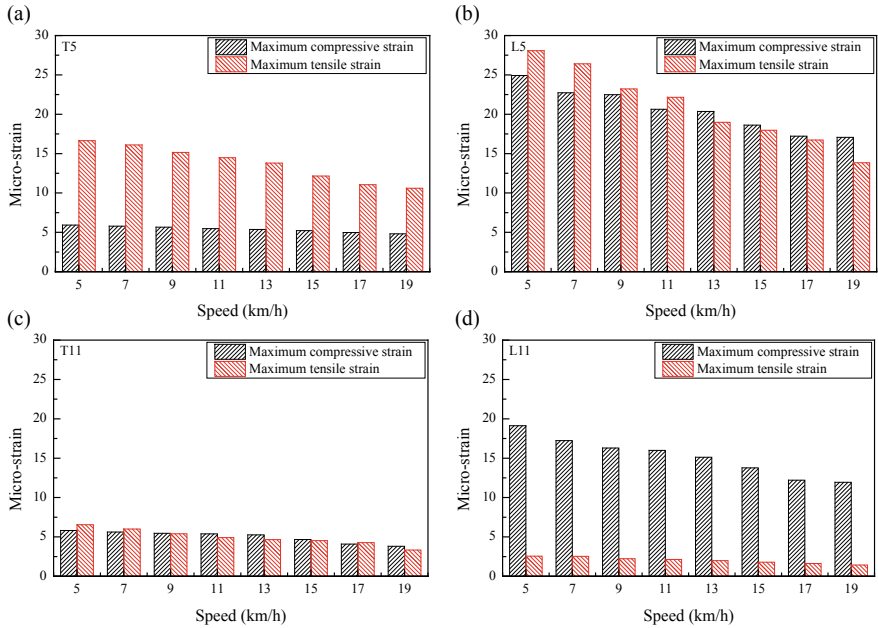 (a)
T5
Maximum compressive strain
Maximum tensile strain
30
25
20
15
10
5
0
Micro-strain
5 7 9 11 13 15 17 19
Speed (km/h)
(b)
L5
Maximum compressive strain
Maximum tensile strain
30
25
20
15
10
5
0
Micro-strain
5 7 9 11 13 15 17 19
Speed (km/h)
(c)
T11
Maximum compressive strain
Maximum tensile strain
30
25
20
15
10
5
0
Micro-strain
5 7 9 11 13 15 17 19
Speed (km/h)
(d)
L11
Maximum compressive strain
Maximum tensile strain
30
25
20
15
10
5
0
Micro-strain
5 7 9 11 13 15 17 19
Speed (km/h)